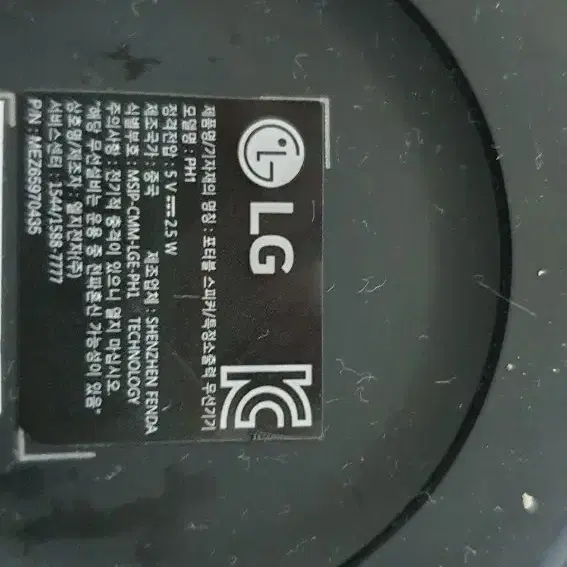 LG
제품명/기자재의 명칭 : 포터블 스피커/특정소출력 무선기기
모델명 : PH1
정격전압 : 5 V 2.5 W
제조국가 : 중국 제조업체 : SHENZHEN FENDA
식별부호 : MSIP-CMM-LGE-PH1 TECHNOLOGY
주의사항 : 전기적 충격이 있으니 열지 마십시오.
"해당 무선설비는 운용 중 전파혼신 가능성이 있음"
상호명/제조자 : 엘지전자(주)
서비스센터 : 1544/1588-7777
P/N : MEZ66970435